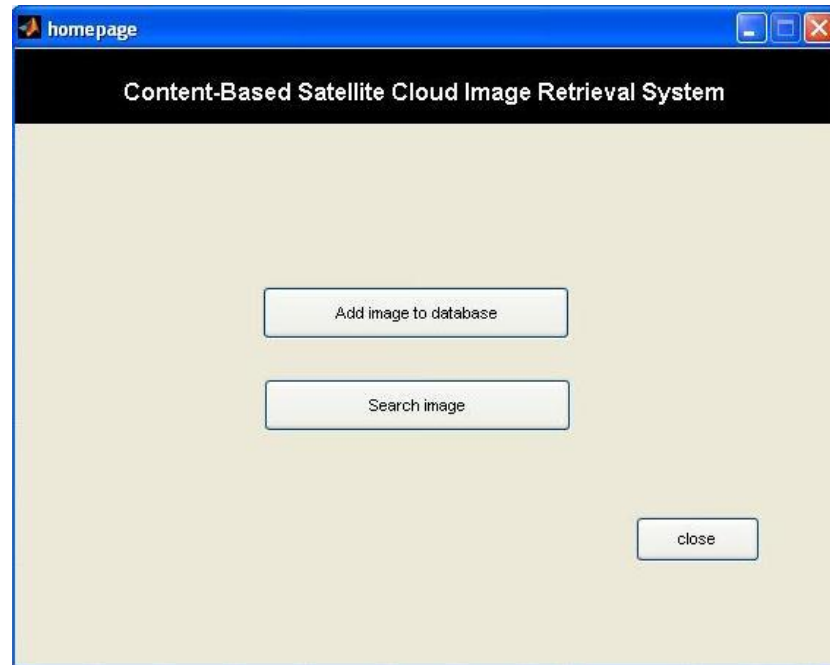 homepage
Content-Based Satellite Cloud Image Retrieval System
Add image to database
Search image
close